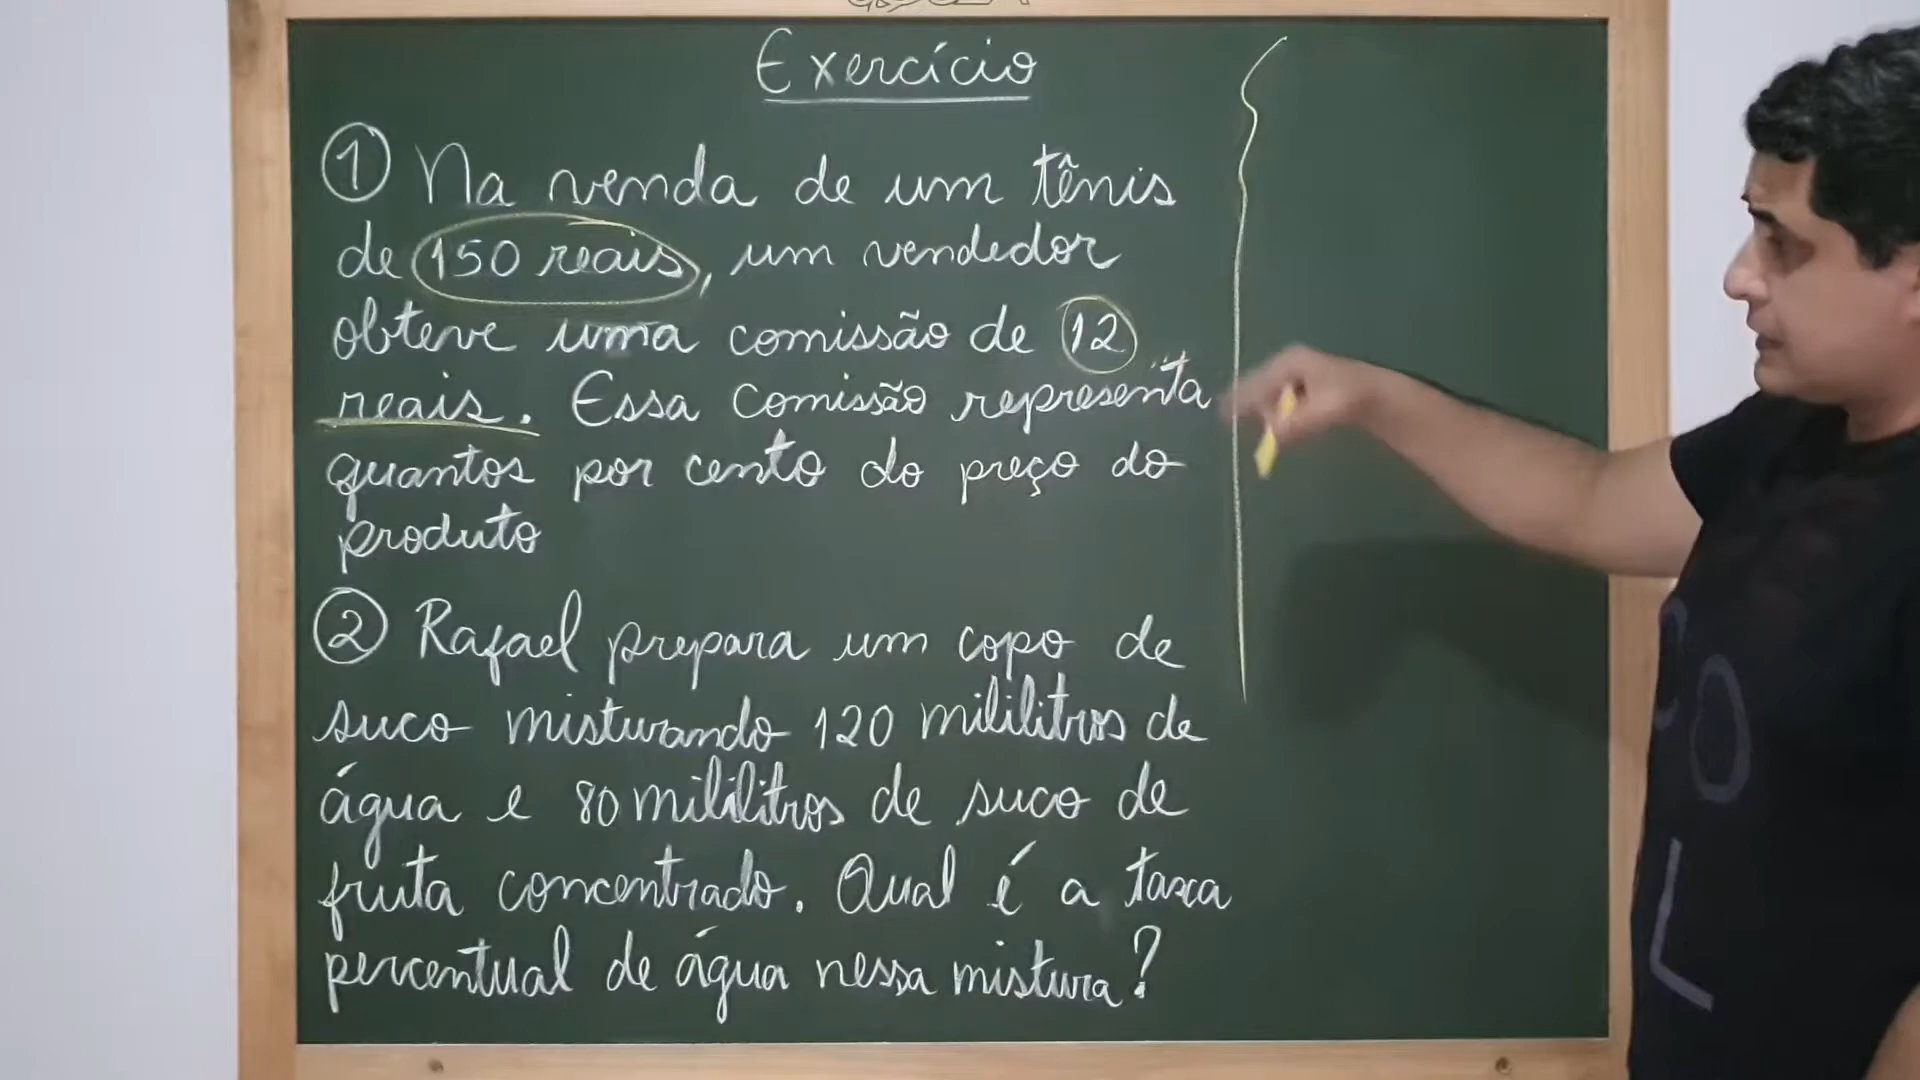 Exercício
① Na venda de um tênis
de 150 reais, um vendedor
obteve uma comissão de 12
reais. Essa comissão representa
quantos por cento do preço do
produto
② Rafael prepara um copo de
suco misturando 120 mililitros de
água e 80 mililitros de suco de
fruta concentrado. Qual é a taxa
percentual de água nessa mistura?